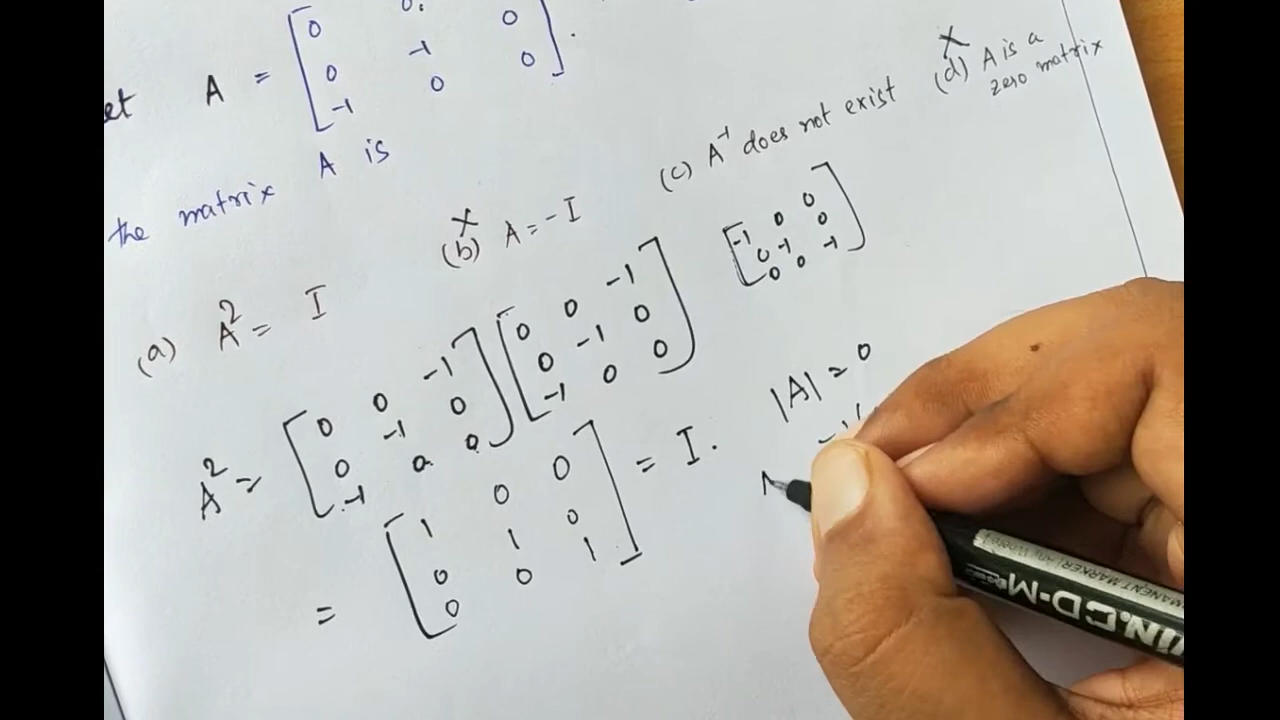 et A = [ 0 0 0
0 -1 0
-1 0 0 ] .
the matrix A is
(a) A² = I
x (b) A = -I
(c) A⁻¹ does not exist
x (d) A is a
zero matrix
[ -1 0 0
0 -1 0
0 0 -1 ]
A² = [ 0 0 -1 ] [ 0 0 -1 ]
[ 0 -1 0 ] [ 0 -1 0 ]
[ -1 0 0 ] [ -1 0 0 ]
= [ 1 0 0
0 1 0
0 0 1 ] = I.
|A| = 0
PERMANENT MARKER
CD-M